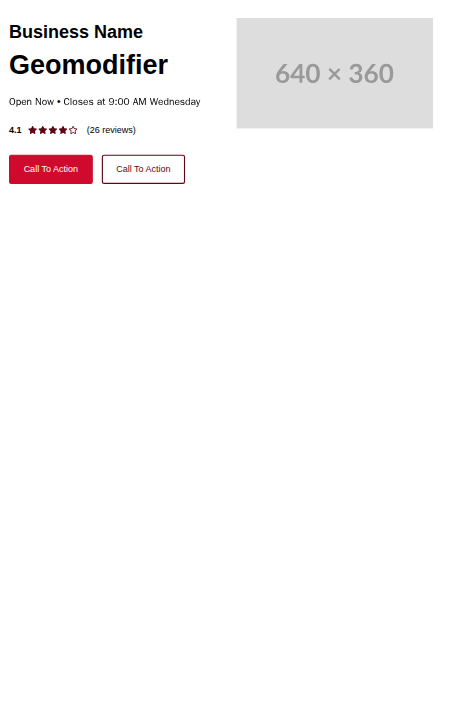 Business Name
Geomodifier
Open Now • Closes at 9:00 AM Wednesday
4.1 (26 reviews)
Call To Action Call To Action
640 × 360